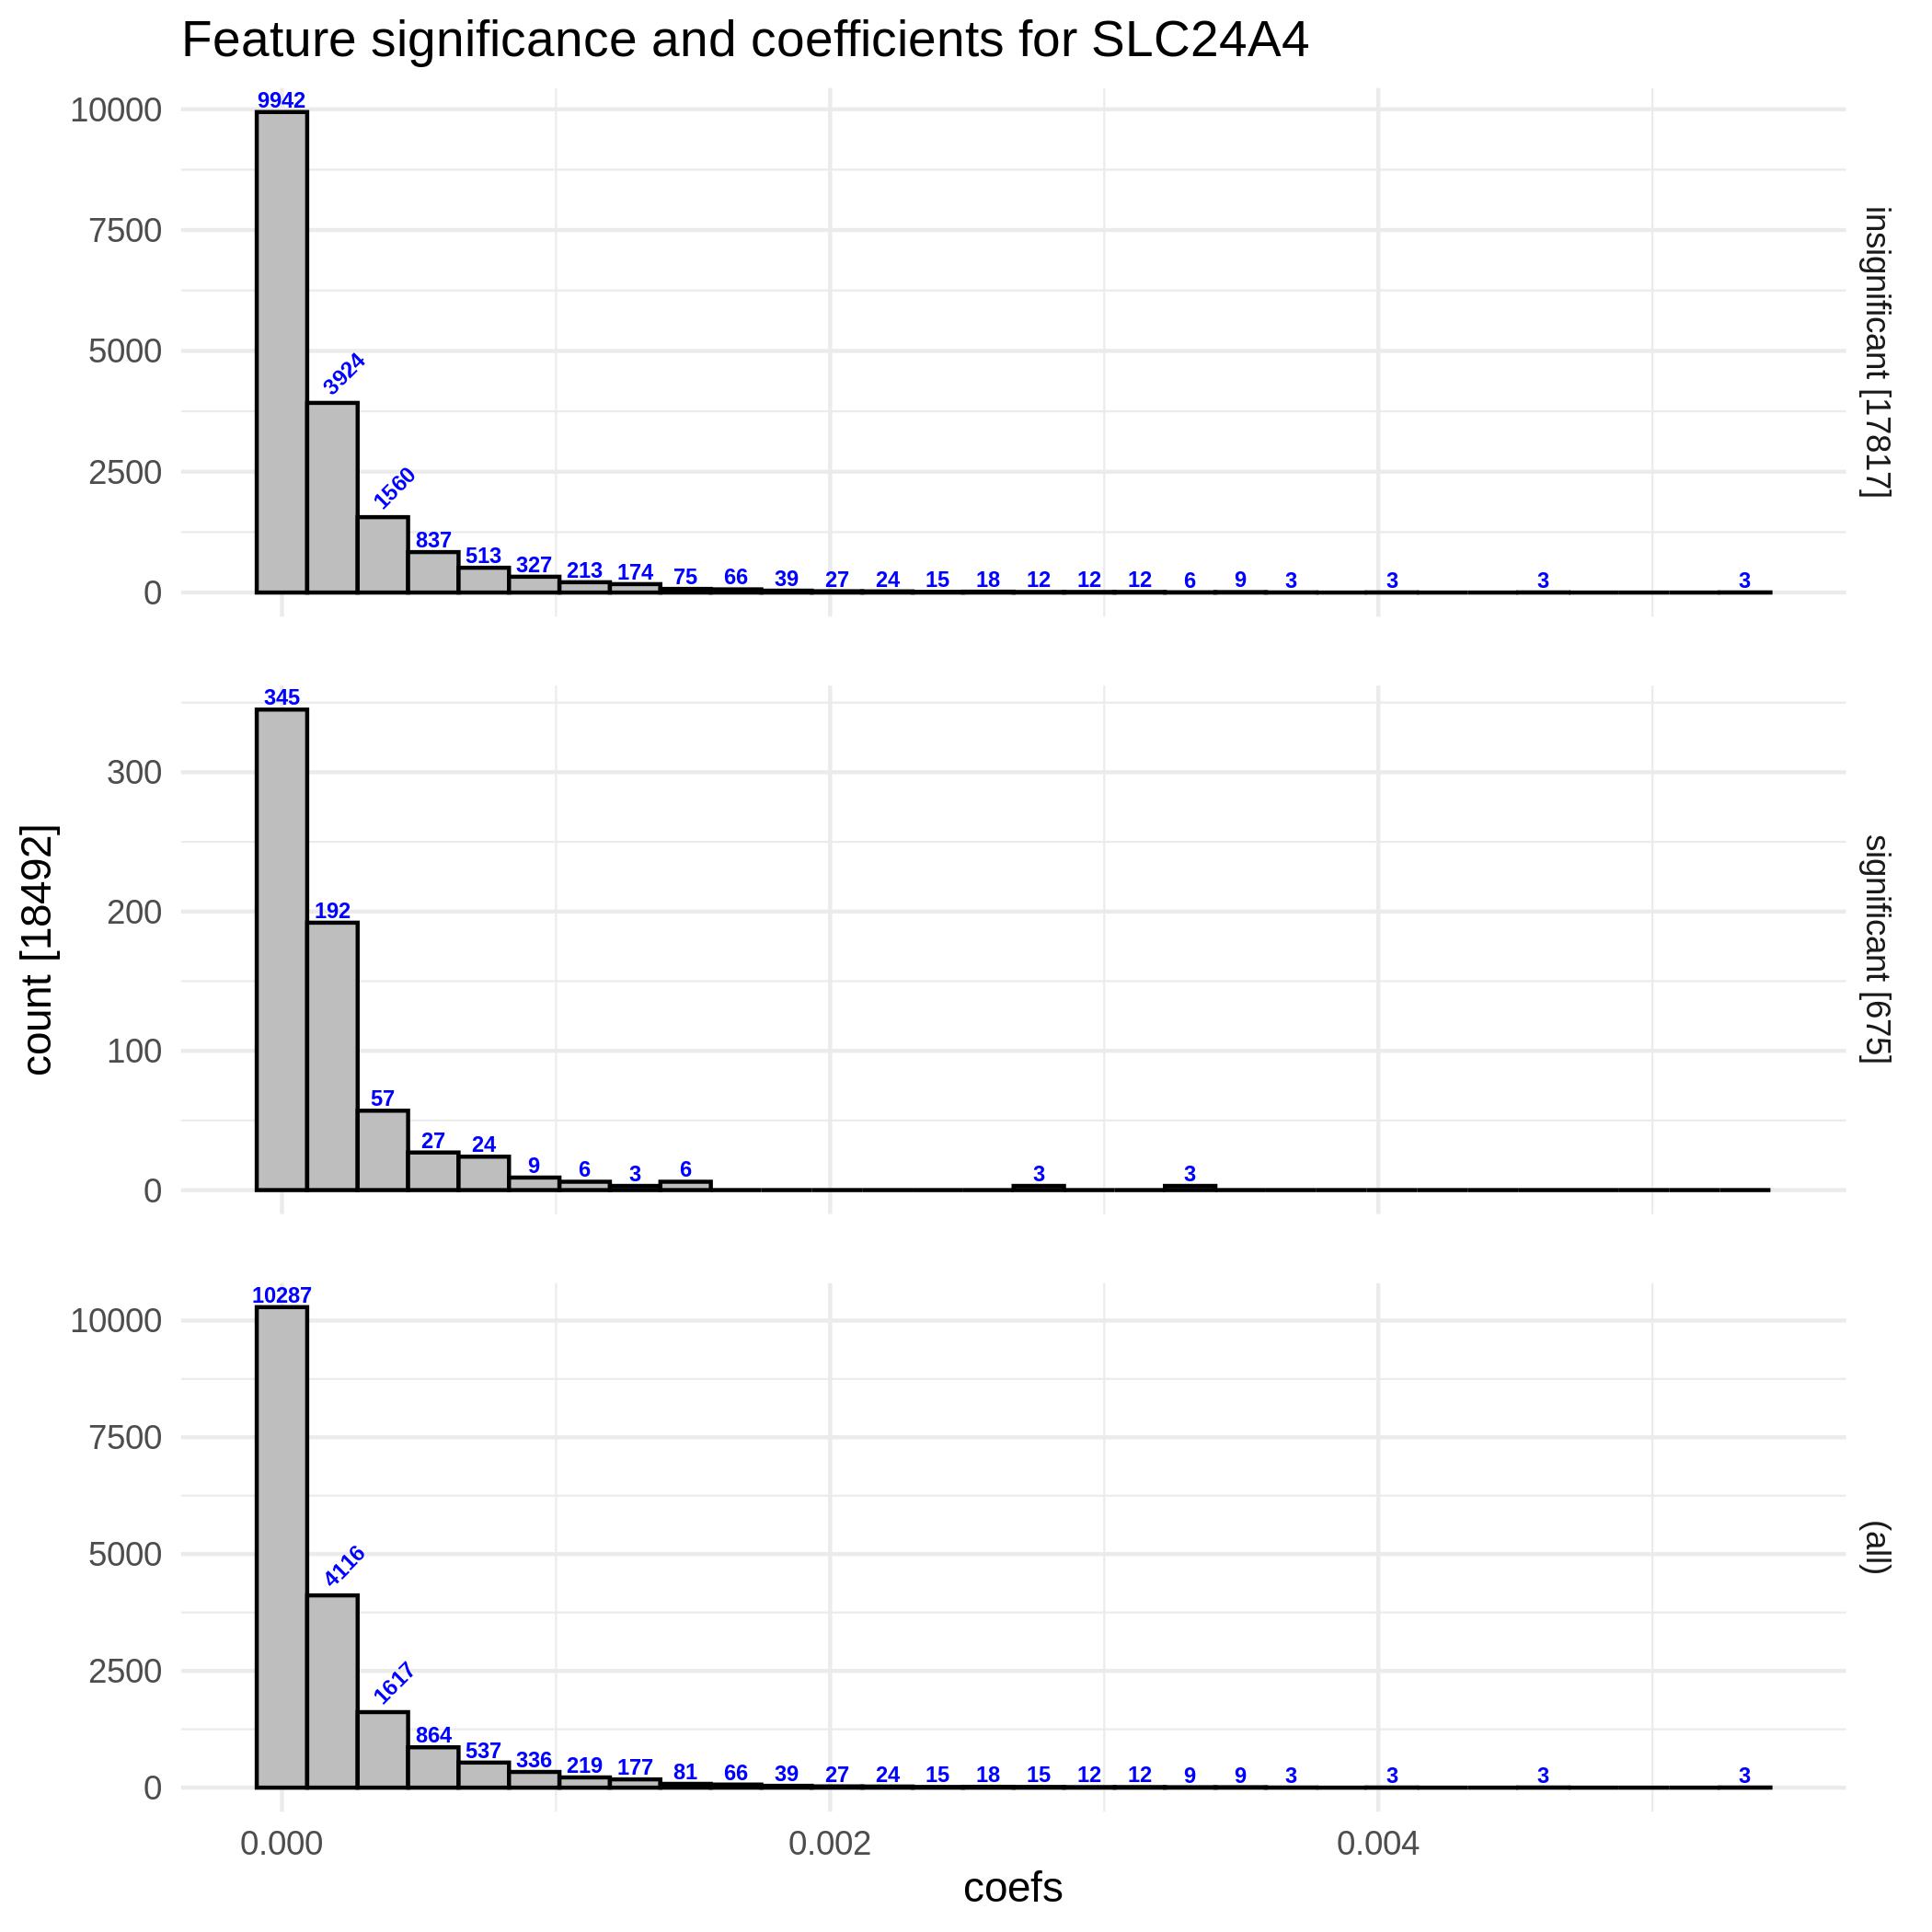 Feature significance and coefficients for SLC24A4
9942
10000
7500
5000
2500
0
3924
1560
837 513 327 213 174 75 66 39 27 24 15 18 12 12 12 6 9 3 3 3 3
insignificant [17817]
count [18492]
345
300
200
100
0
192
57
27 24 9 6 3 6 3 3
significant [675]
10287
10000
7500
5000
2500
0
4116
1617
864 537 336 219 177 81 66 39 27 24 15 18 15 12 12 9 9 3 3 3 3
(all)
0.000 0.002 0.004
coefs